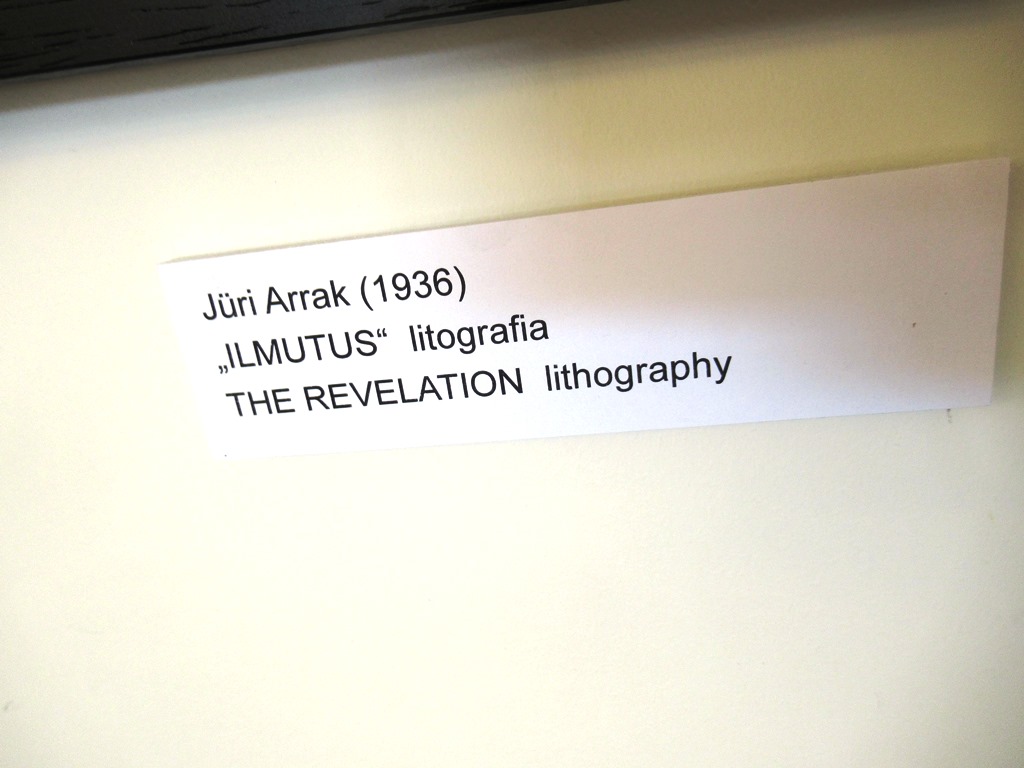 Jüri Arrak (1936)
„ILMUTUS“ litografia
THE REVELATION lithography